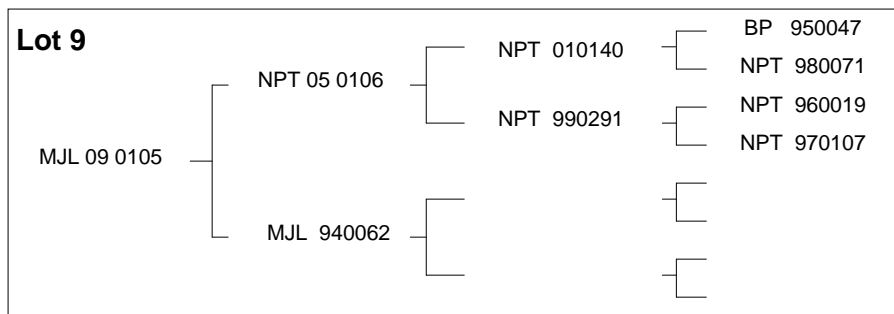 Lot 9
BP 950047
NPT 010140
NPT 980071
NPT 05 0106
NPT 960019
NPT 990291
NPT 970107
MJL 09 0105
MJL 940062